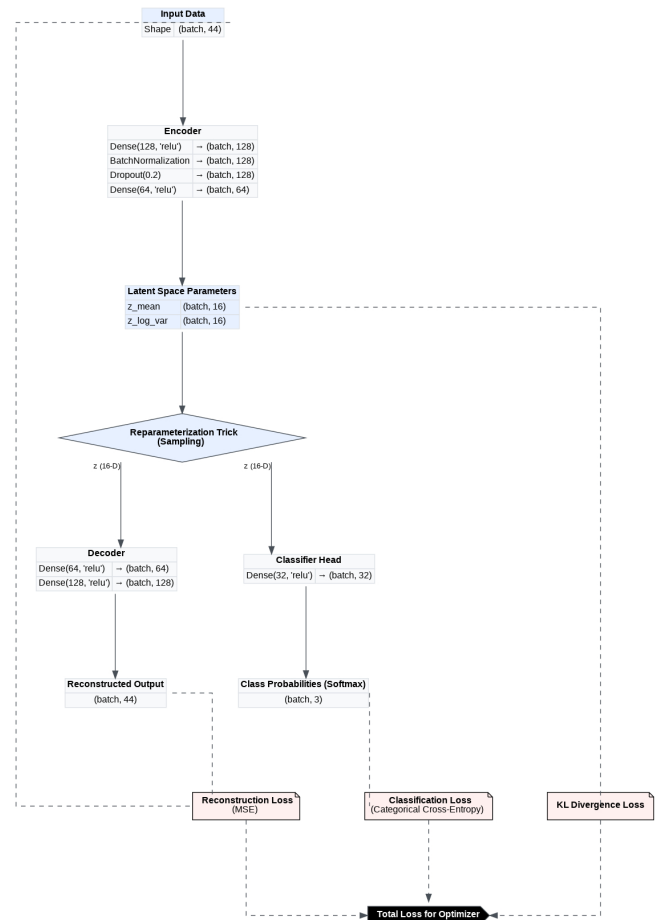 Input Data
Shape (batch, 44)
Encoder
Dense(128, 'relu') → (batch, 128)
BatchNormalization → (batch, 128)
Dropout(0.2) → (batch, 128)
Dense(64, 'relu') → (batch, 64)
Latent Space Parameters
z_mean (batch, 16)
z_log_var (batch, 16)
Reparameterization Trick
(Sampling)
z (16-D)
z (16-D)
Decoder
Dense(64, 'relu') → (batch, 64)
Dense(128, 'relu') → (batch, 128)
Classifier Head
Dense(32, 'relu') → (batch, 32)
Reconstructed Output
(batch, 44)
Class Probabilities (Softmax)
(batch, 3)
Reconstruction Loss
(MSE)
Classification Loss
(Categorical Cross-Entropy)
KL Divergence Loss
Total Loss for Optimizer